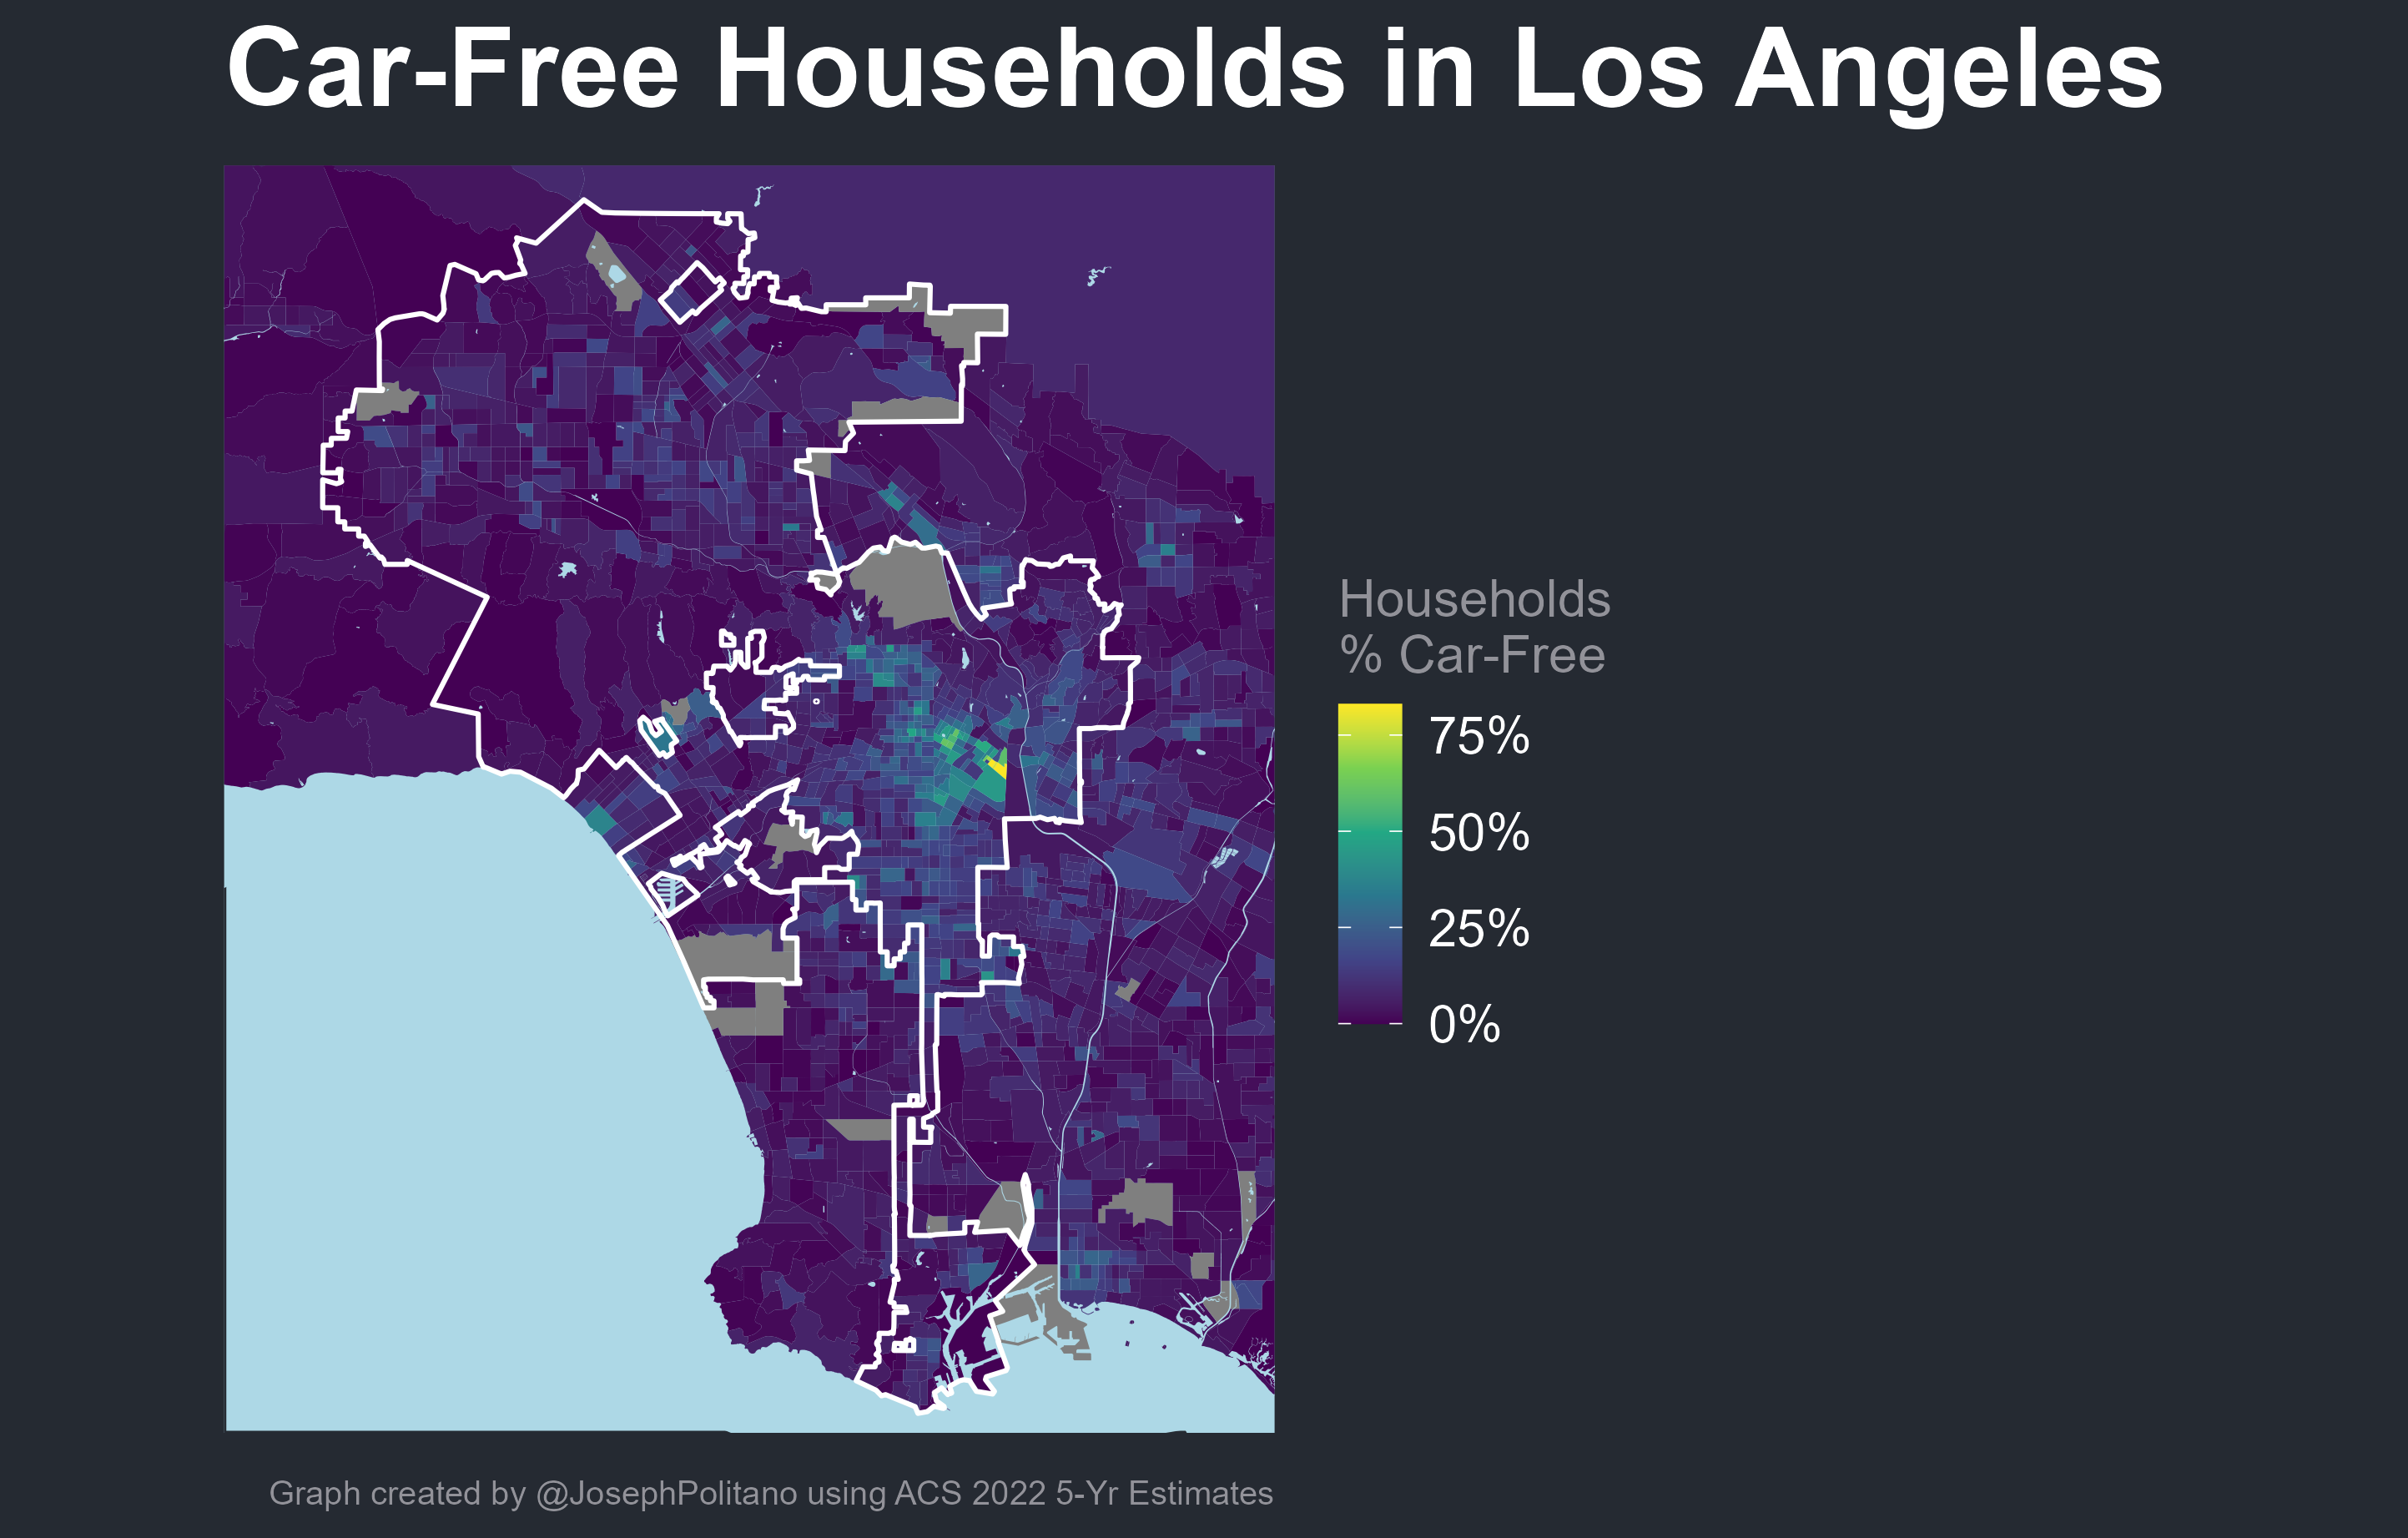 Car-Free Households in Los Angeles
Households
% Car-Free
75%
50%
25%
0%
Graph created by @JosephPolitano using ACS 2022 5-Yr Estimates